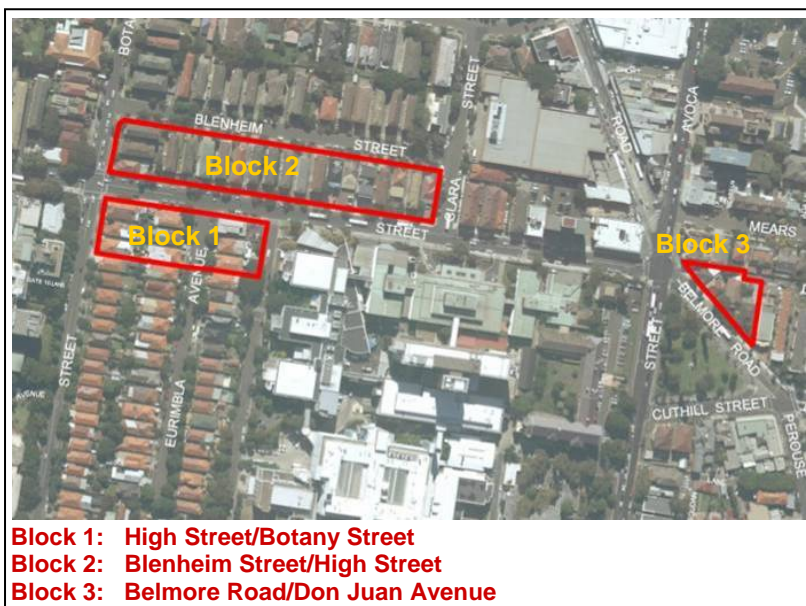 BOTA
STREET
BLENHEIM
STREET
Block 2
CLARA
ROAD
AVOCA
MEARS
Block 3
STREET
Block 1
AVENUE
BELMORE
ROAD
STREET
STREET
AVENUE
EURIMBLA
CUTHILL STREET
PEROUSE
Block 1: High Street/Botany Street
Block 2: Blenheim Street/High Street
Block 3: Belmore Road/Don Juan Avenue